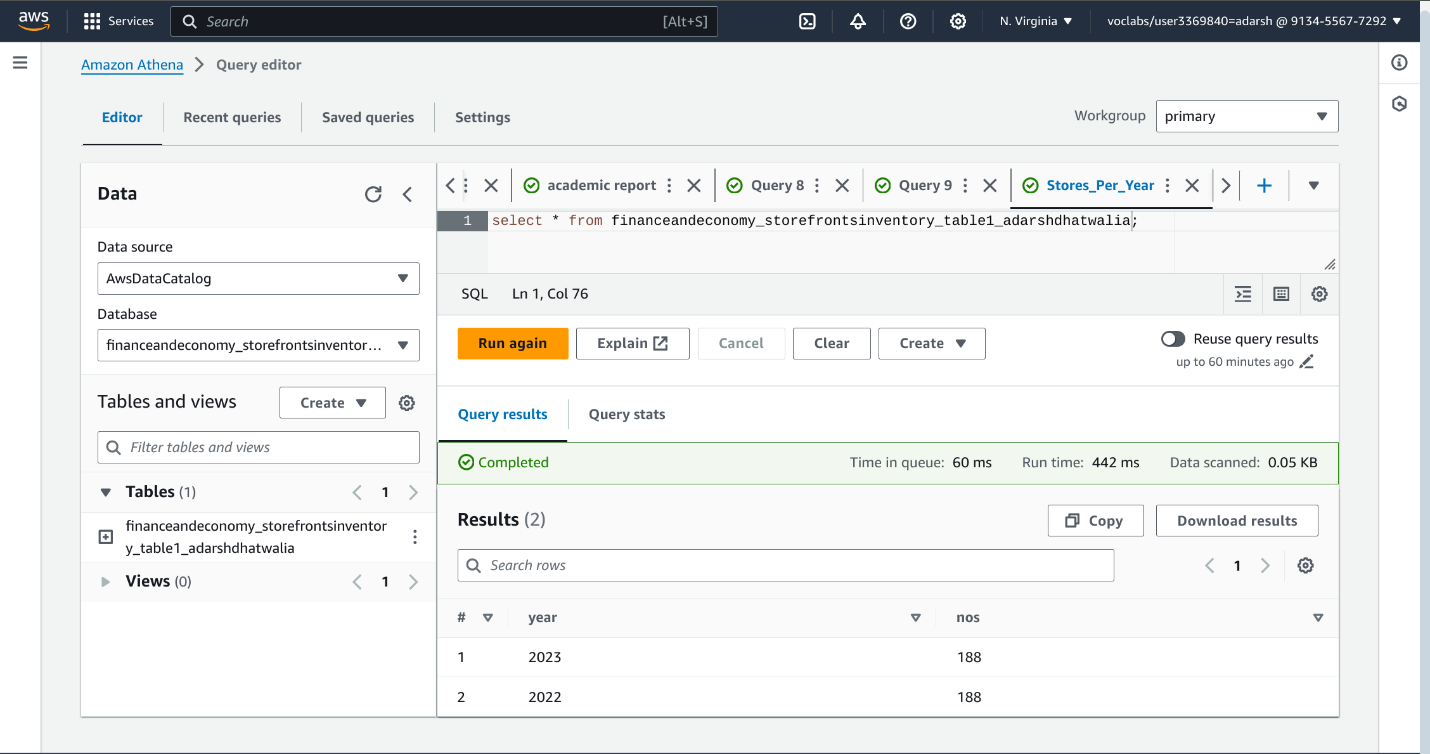 aws Services Search [Alt+S] N. Virginia voclabs/user3369840=adarsh @ 9134-5567-7292
Amazon Athena > Query editor
Editor Recent queries Saved queries Settings
Workgroup primary
Data
Data source
AwsDataCatalog
Database
financeandeconomy_storefrontsinventor...
Tables and views Create
Filter tables and views
Tables (1) 1
financeandeconomy_storefrontsinventor
y_table1_adarshdhatwalia
Views (0) 1
academic report Query 8 Query 9 Stores_Per_Year
1 select * from financeandeconomy_storefrontsinventory_table1_adarshdhatwalia;
SQL Ln 1, Col 76
Run again Explain Cancel Clear Create Reuse query results
up to 60 minutes ago
Query results Query stats
Completed Time in queue: 60 ms Run time: 442 ms Data scanned: 0.05 KB
Results (2) Copy Download results
Search rows 1
# year nos
1 2023 188
2 2022 188